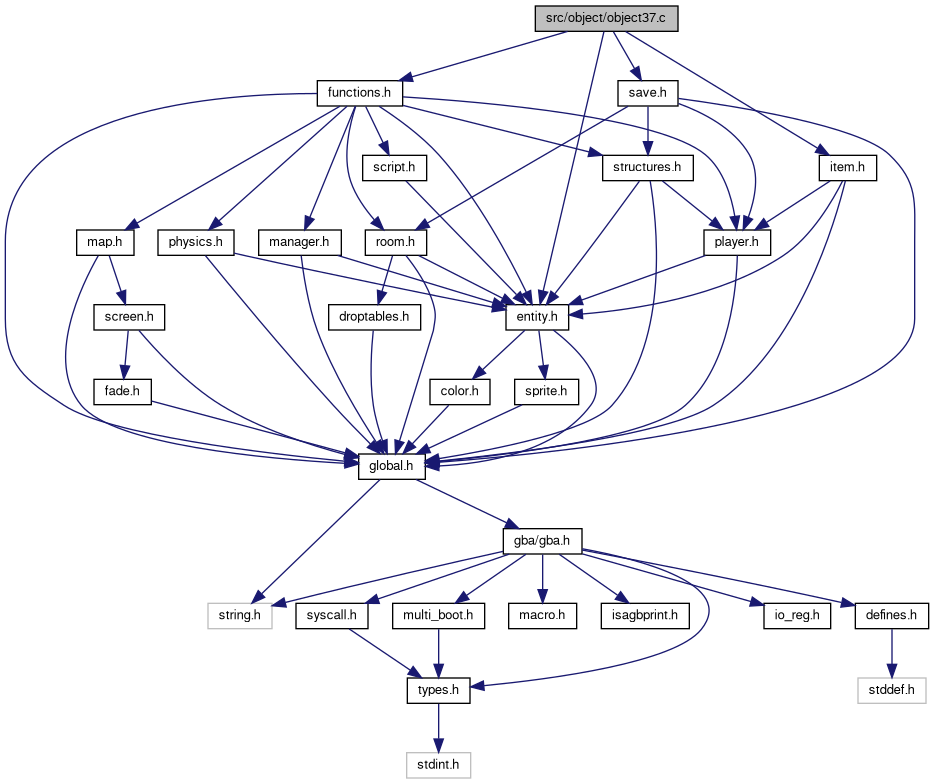 src/object/object37.c
functions.h
save.h
script.h
structures.h
item.h
map.h
physics.h
manager.h
room.h
player.h
screen.h
droptables.h
entity.h
fade.h
color.h
sprite.h
global.h
gba/gba.h
string.h
syscall.h
multi_boot.h
macro.h
isagbprint.h
io_reg.h
defines.h
types.h
stddef.h
stdint.h